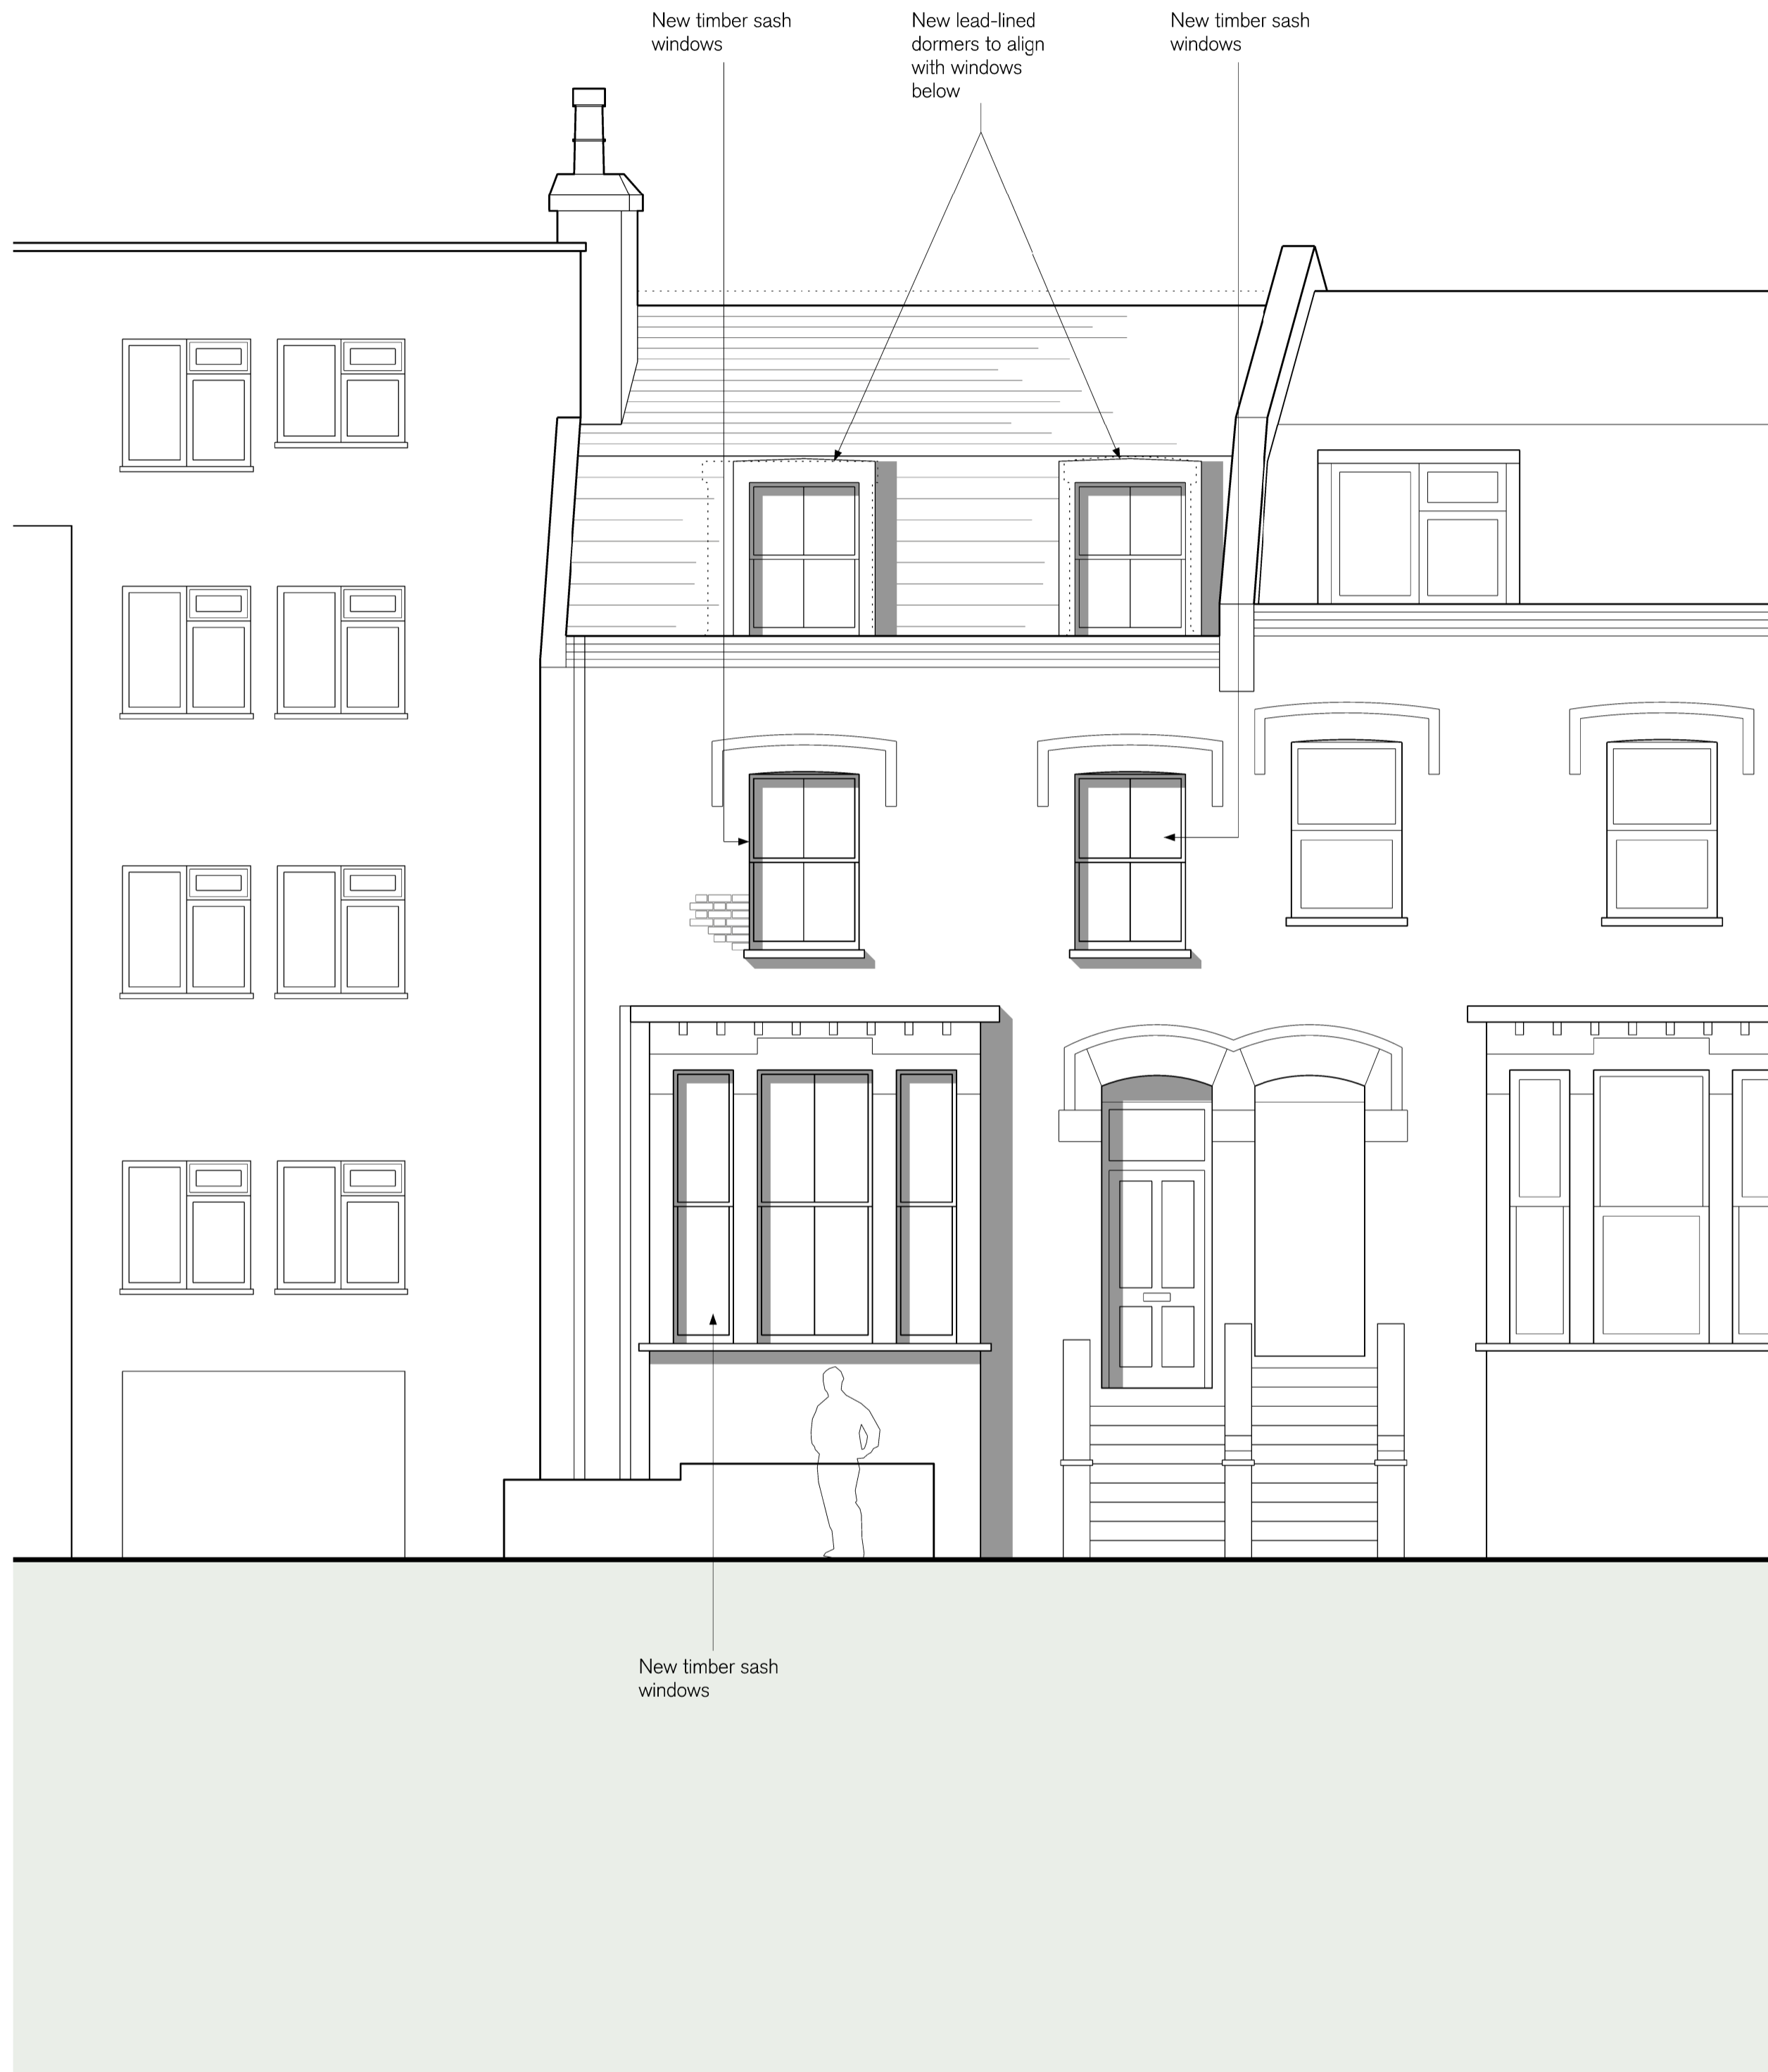 New timber sash
windows
New lead-lined
dormers to align
with windows
below
New timber sash
windows
New timber sash
windows